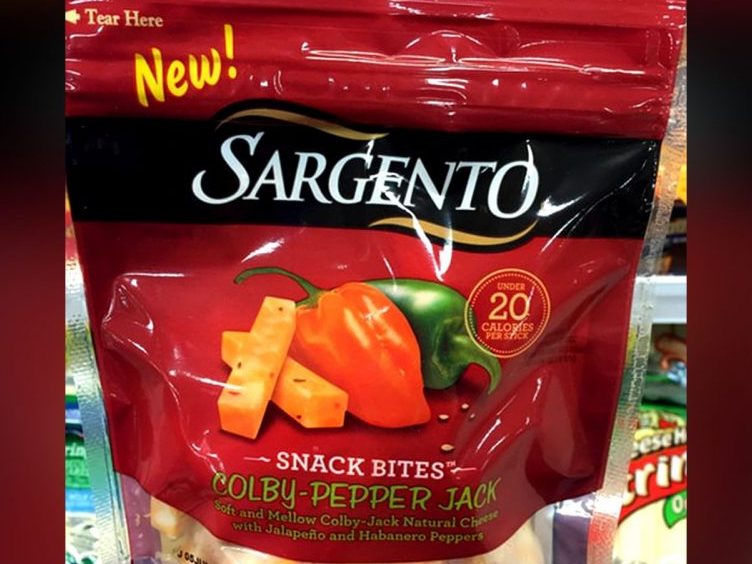 Tear Here
New!
SARGENTO
UNDER
20
CALORIES
PER STICK
SNACK BITES™
COLBY-PEPPER JACK
Soft and Mellow Colby-Jack Natural Cheese
with Jalapeño and Habanero Peppers